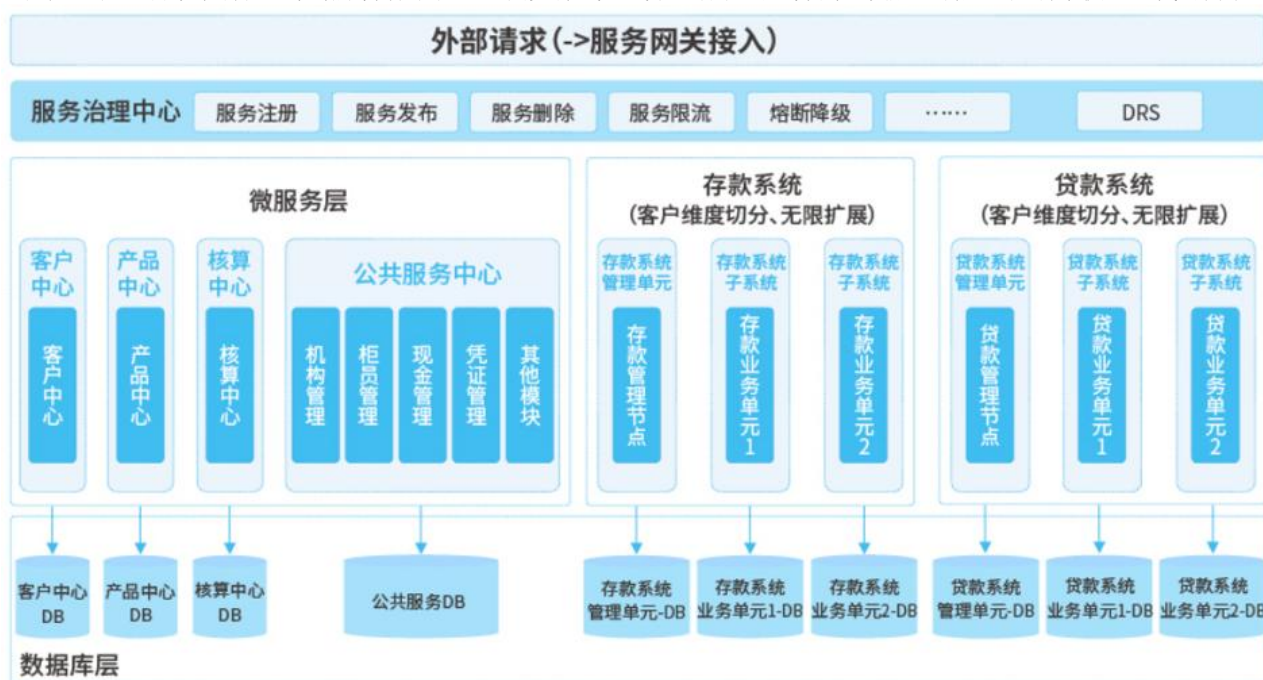 外部请求(->服务网关接入)
服务治理中心 服务注册 服务发布 服务删除 服务限流 熔断降级 …… DRS
微服务层
客户
中心
客户中心
产品
中心
产品中心
核算
中心
核算中心
公共服务中心
机构管理
柜员管理
现金管理
凭证管理
其他模块
存款系统
(客户维度切分、无限扩展)
存款系统
管理单元
存款管理节点
存款系统
子系统
存款业务单元1
存款系统
子系统
存款业务单元2
贷款系统
(客户维度切分、无限扩展)
贷款系统
管理单元
贷款管理节点
贷款系统
子系统
贷款业务单元1
贷款系统
子系统
贷款业务单元2
客户中心
DB
产品中心
DB
核算中心
DB
公共服务DB
存款系统
管理单元-DB
存款系统
业务单元1-DB
存款系统
业务单元2-DB
贷款系统
管理单元-DB
贷款系统
业务单元1-DB
贷款系统
业务单元2-DB
数据库层